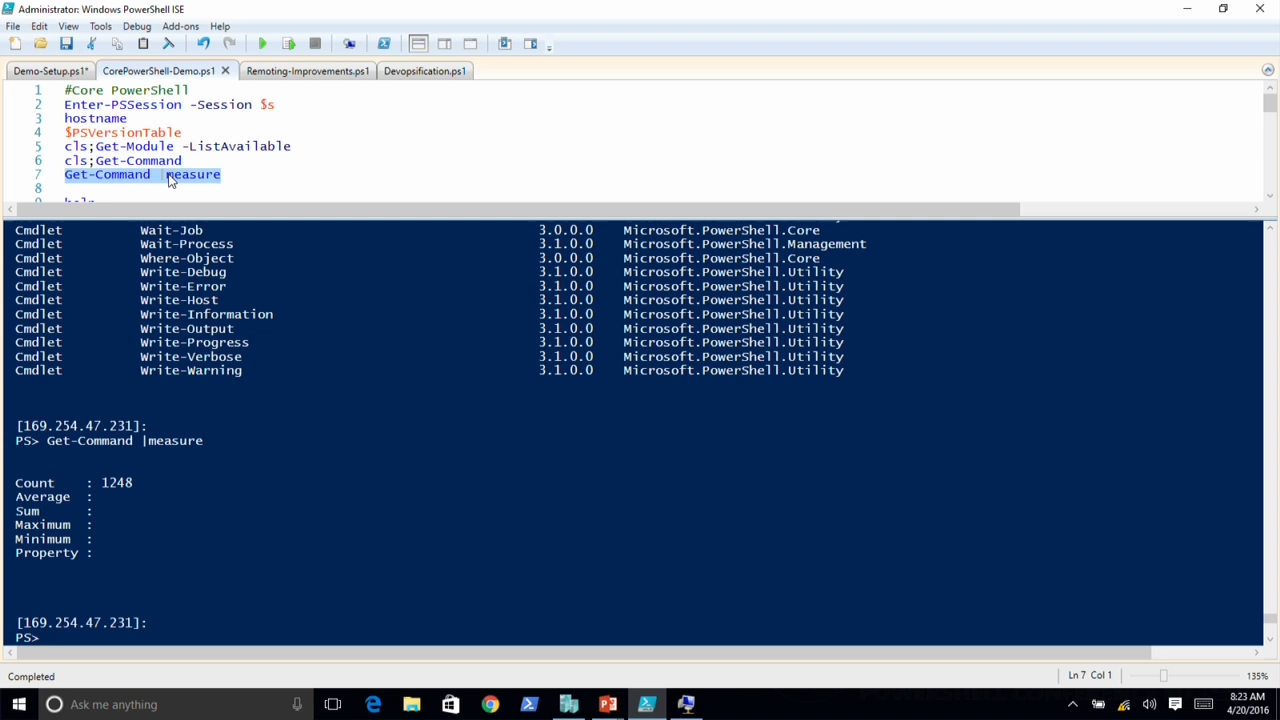 Administrator: Windows PowerShell ISE
File Edit View Tools Debug Add-ons Help
Demo-Setup.ps1* CorePowerShell-Demo.ps1 Remoting-Improvements.ps1 Devopsification.ps1
1 #Core PowerShell
2 Enter-PSSession -Session $s
3 hostname
4 $PSVersionTable
5 cls;Get-Module -ListAvailable
6 cls;Get-Command
7 Get-Command |measure
8
Cmdlet Wait-Job 3.0.0.0 Microsoft.PowerShell.Core
Cmdlet Wait-Process 3.1.0.0 Microsoft.PowerShell.Management
Cmdlet Where-Object 3.0.0.0 Microsoft.PowerShell.Core
Cmdlet Write-Debug 3.1.0.0 Microsoft.PowerShell.Utility
Cmdlet Write-Error 3.1.0.0 Microsoft.PowerShell.Utility
Cmdlet Write-Host 3.1.0.0 Microsoft.PowerShell.Utility
Cmdlet Write-Information 3.1.0.0 Microsoft.PowerShell.Utility
Cmdlet Write-Output 3.1.0.0 Microsoft.PowerShell.Utility
Cmdlet Write-Progress 3.1.0.0 Microsoft.PowerShell.Utility
Cmdlet Write-Verbose 3.1.0.0 Microsoft.PowerShell.Utility
Cmdlet Write-Warning 3.1.0.0 Microsoft.PowerShell.Utility
[169.254.47.231]:
PS> Get-Command |measure
Count : 1248
Average :
Sum :
Maximum :
Minimum :
Property :
[169.254.47.231]:
PS>
Completed Ln 7 Col 1 135%
Ask me anything 8:23 AM
4/20/2016